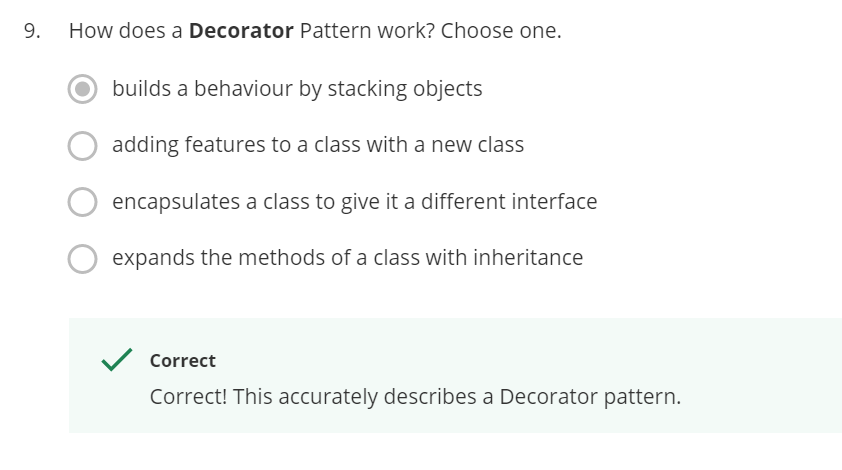 9. How does a Decorator Pattern work? Choose one.
builds a behaviour by stacking objects
adding features to a class with a new class
encapsulates a class to give it a different interface
expands the methods of a class with inheritance
Correct
Correct! This accurately describes a Decorator pattern.